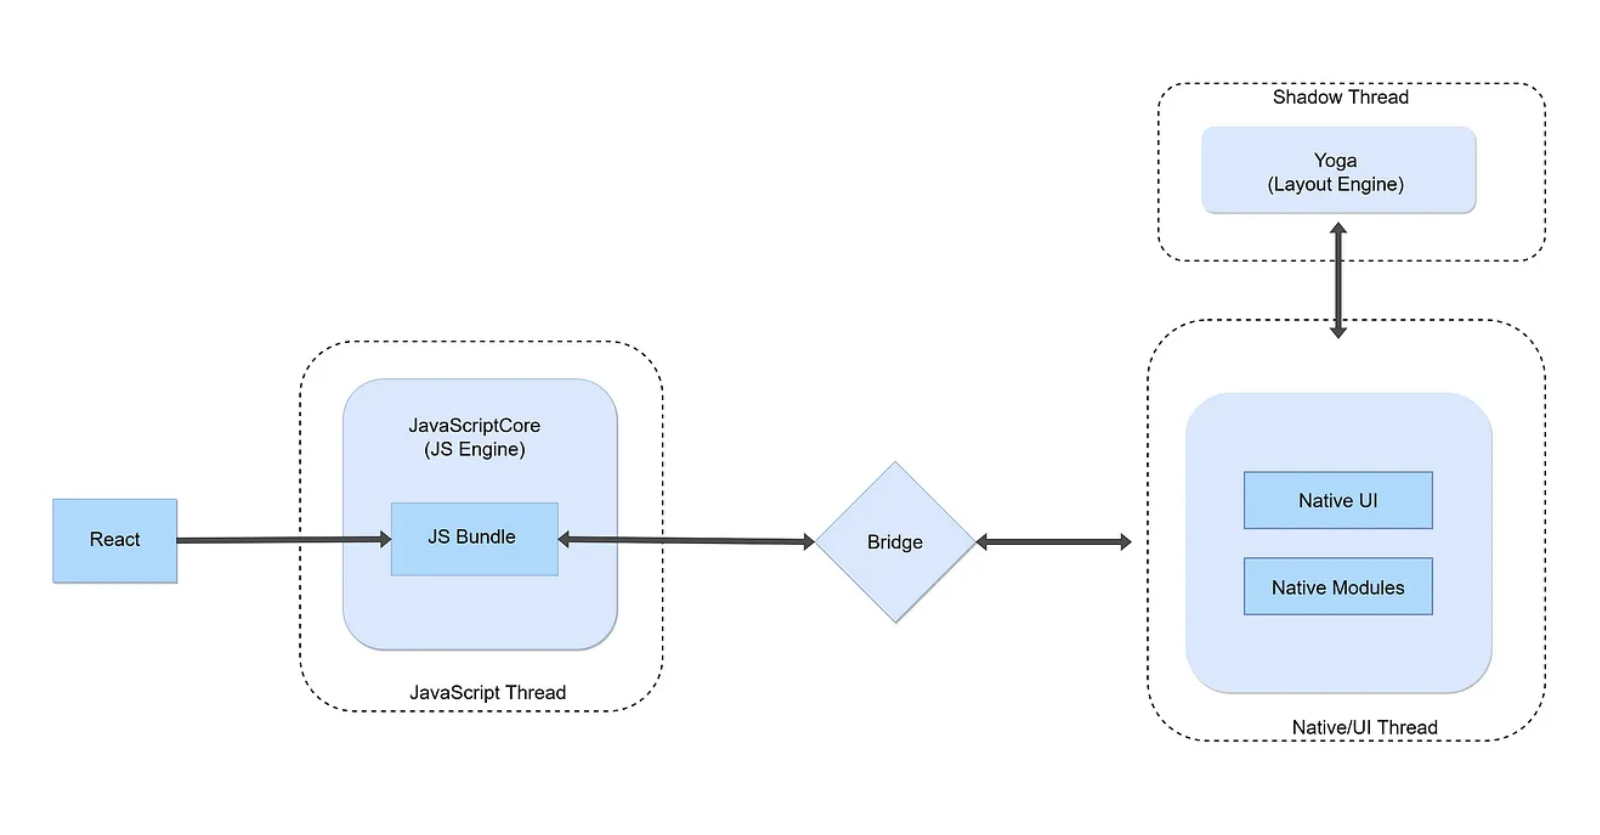 Shadow Thread
Yoga
(Layout Engine)
JavaScriptCore
(JS Engine)
React
JS Bundle
Bridge
Native UI
Native Modules
JavaScript Thread
Native/UI Thread